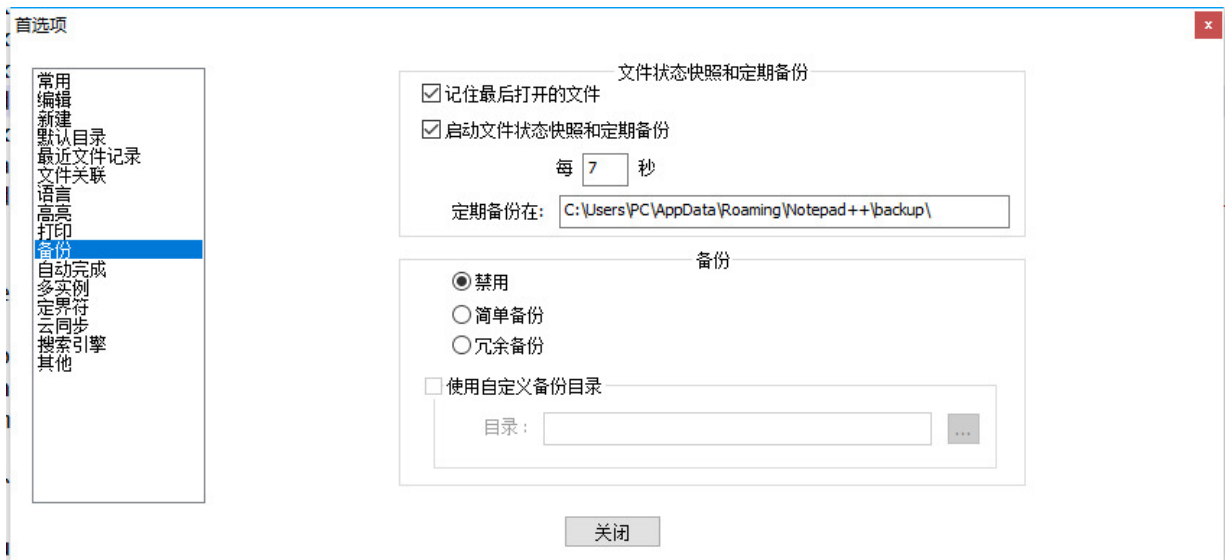 首选项
x
常用
编辑
新建
默认目录
最近文件记录
文件关联
语言
高亮
打印
备份
自动完成
多实例
定界符
云同步
搜索引擎
其他
文件状态快照和定期备份
记住最后打开的文件
启动文件状态快照和定期备份
每 7 秒
定期备份在: C:\Users\PC\AppData\Roaming\Notepad++\backup\
备份
禁用
简单备份
冗余备份
使用自定义备份目录
目录：
...
关闭